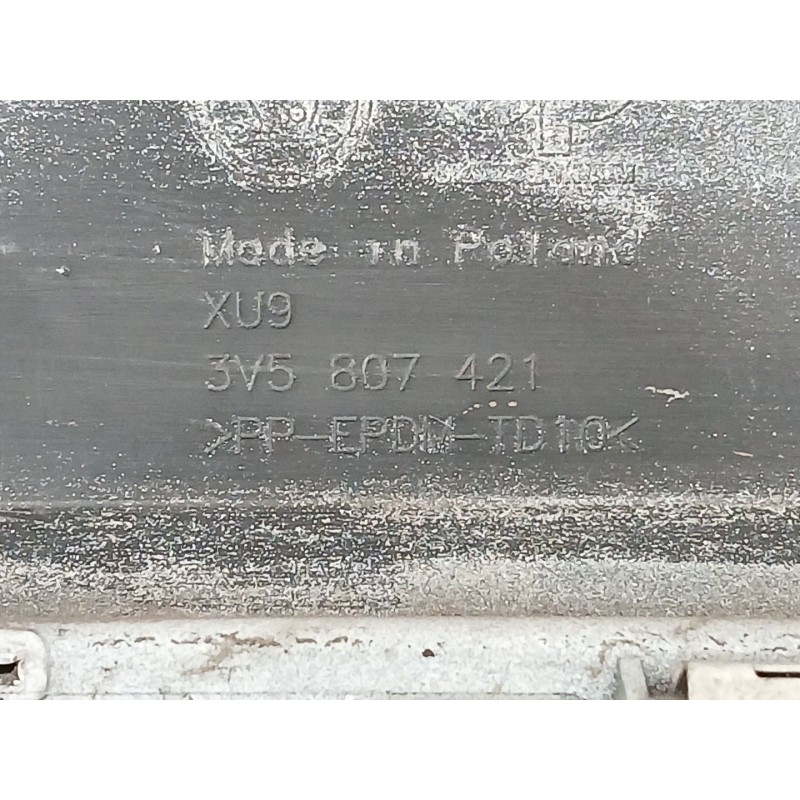 Made in Poland
XU9
3V5 807 421
>PP-EPDM-TD10<